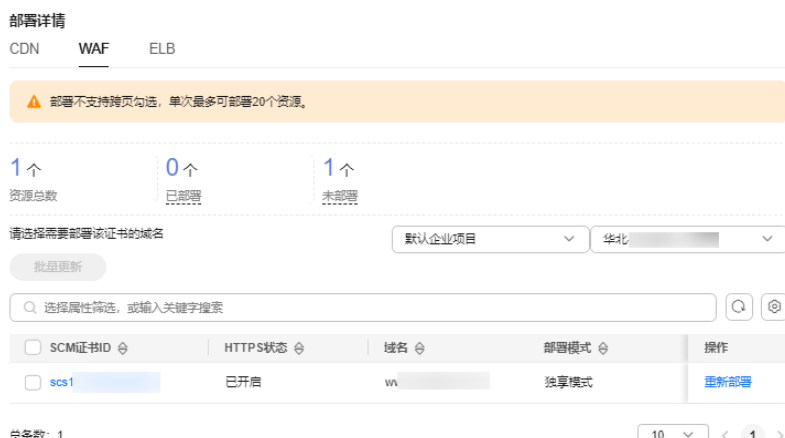 部署详情
CDN WAF ELB
部署不支持跨页勾选，单次最多可部署20个资源。
1个 0个 1个
资源总数 已部署 未部署
请选择需要部署该证书的域名 默认企业项目 华北
批量更新
选择属性筛选，或输入关键字搜索
SCM证书ID HTTPS状态 域名 部署模式 操作
scs1 已开启 独享模式 重新部署
总条数：1 10 1